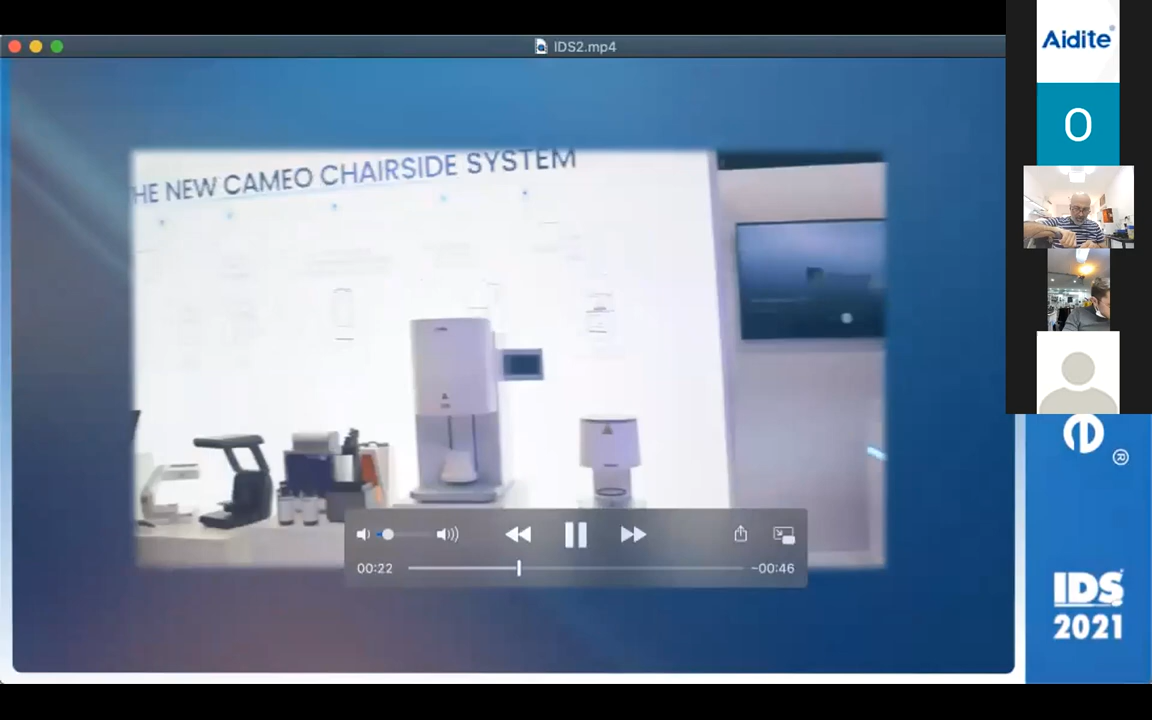 IDS2.mp4
Aidite
HE NEW CAMEO CHAIRSIDE SYSTEM
O
®
00:22
-00:46
IDS
2021